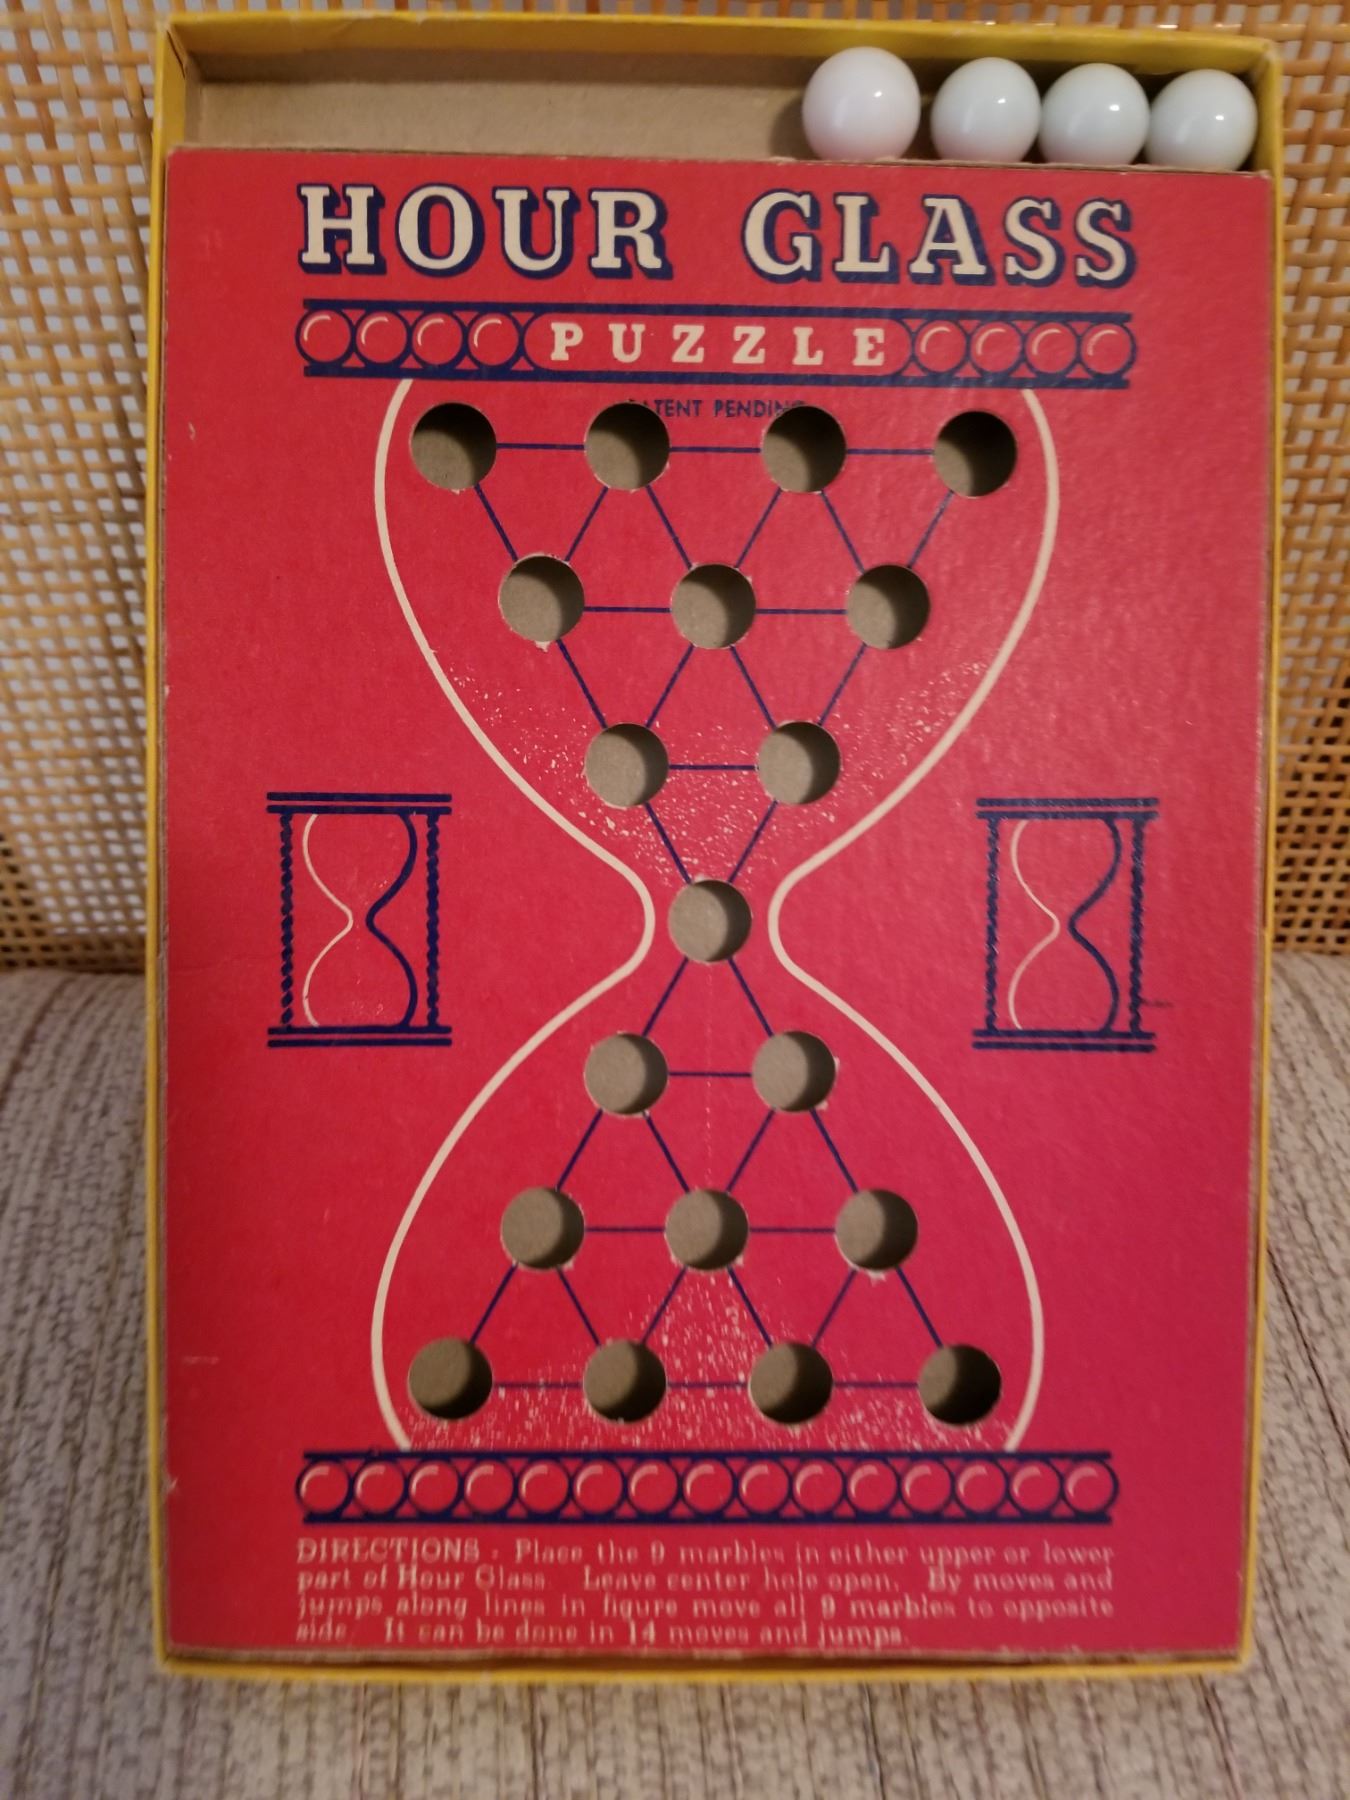 HOUR GLASS
PUZZLE
PATENT PENDING
DIRECTIONS - Place the 9 marbles in either upper or lower
part of Hour Glass. Leave center hole open. By moves and
jumps along lines in figure move all 9 marbles to opposite
side. It can be done in 14 moves and jumps.